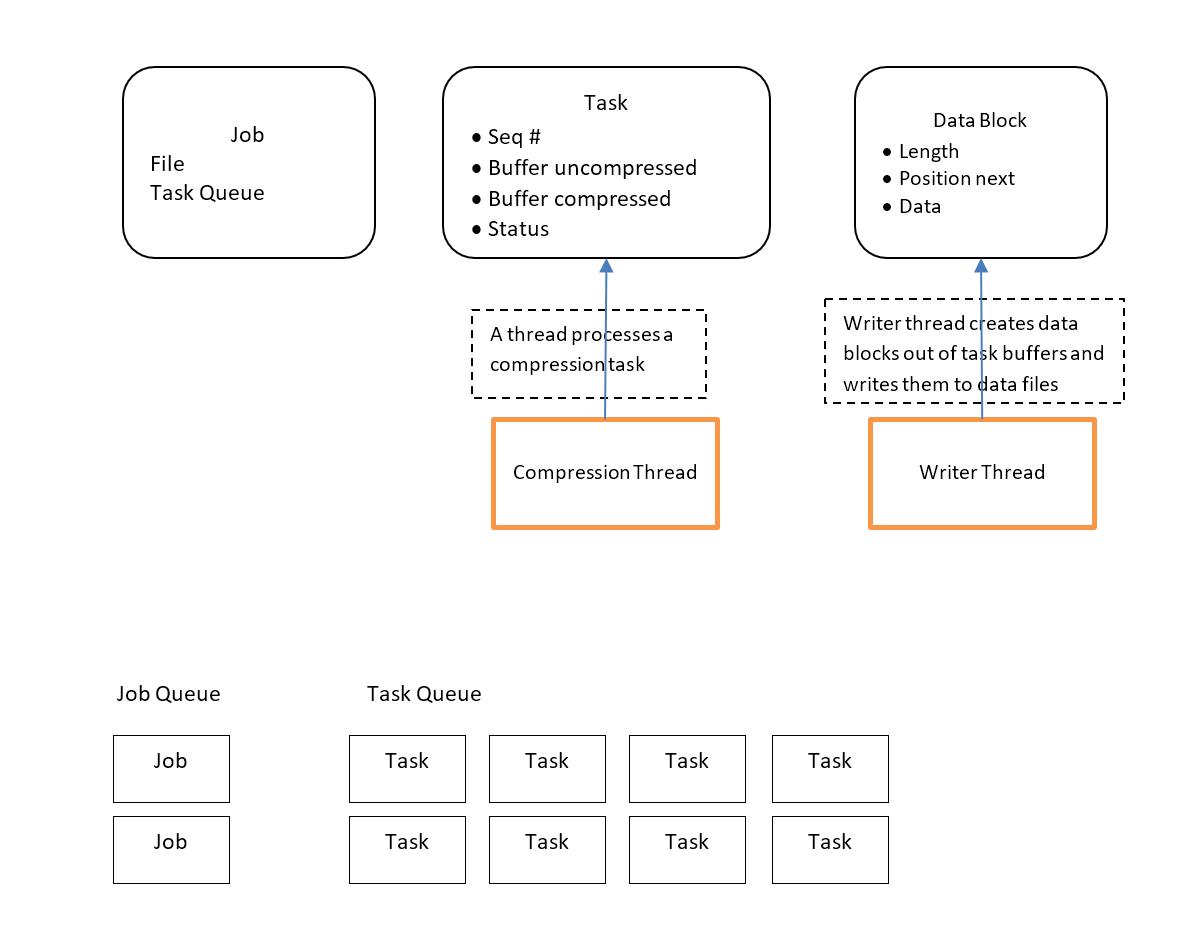 Job
File
Task Queue
Task
• Seq #
• Buffer uncompressed
• Buffer compressed
• Status
Data Block
• Length
• Position next
• Data
A thread processes a
compression task
Writer thread creates data
blocks out of task buffers and
writes them to data files
Compression Thread
Writer Thread
Job Queue
Task Queue
Job
Task
Task
Task
Task
Job
Task
Task
Task
Task